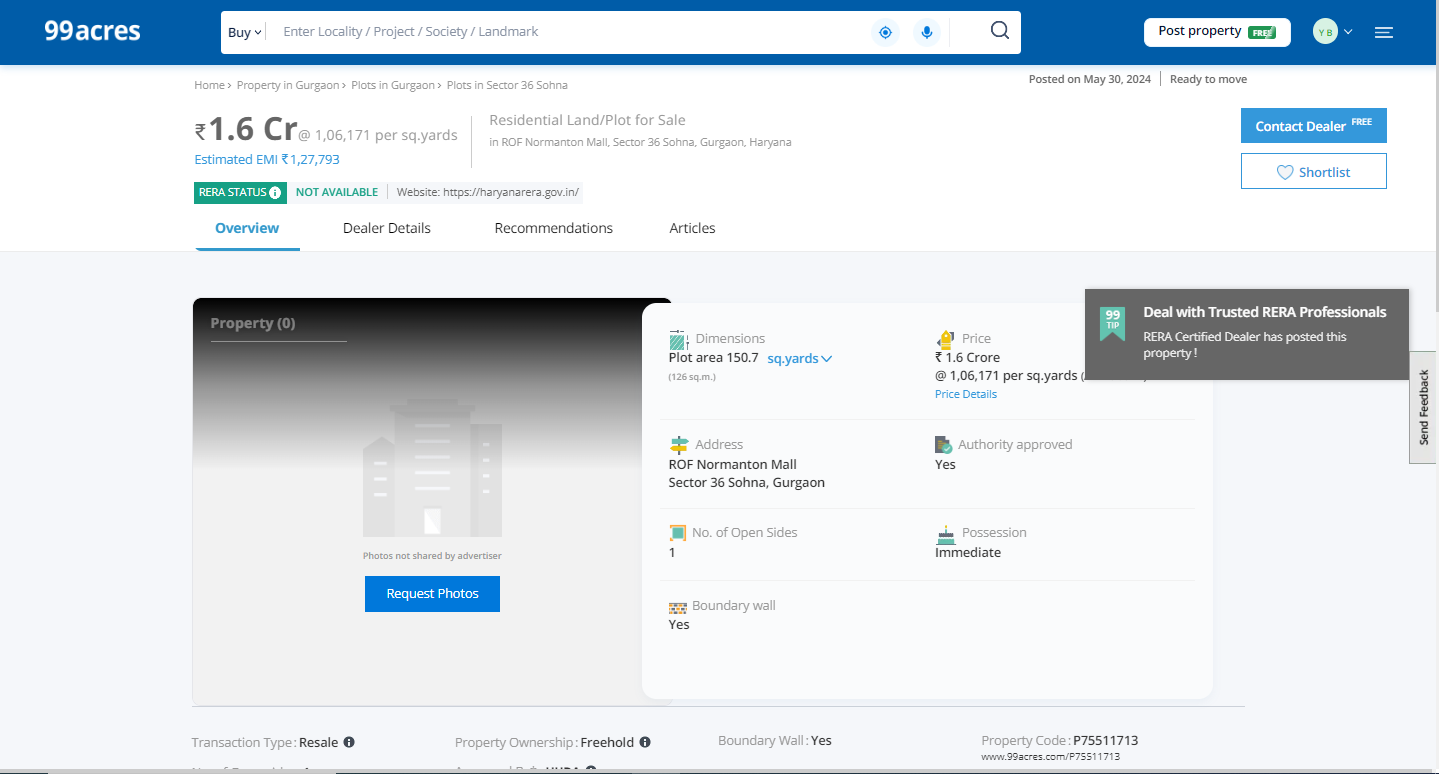 99acres
Buy
Enter Locality / Project / Society / Landmark
Post property FREE
Y B
Home › Property in Gurgaon › Plots in Gurgaon › Plots in Sector 36 Sohna
Posted on May 30, 2024 | Ready to move
₹1.6 Cr @ 1,06,171 per sq.yards
Estimated EMI ₹1,27,793
Residential Land/Plot for Sale
in ROF Normanton Mall, Sector 36 Sohna, Gurgaon, Haryana
Contact Dealer FREE
Shortlist
RERA STATUS NOT AVAILABLE | Website: https://haryanarera.gov.in/
Overview
Dealer Details
Recommendations
Articles
Property (0)
Photos not shared by advertiser
Request Photos
Dimensions
Plot area 150.7 sq.yards
(126 sq.m.)
Price
₹ 1.6 Crore
@ 1,06,171 per sq.yards (
Price Details
Address
ROF Normanton Mall
Sector 36 Sohna, Gurgaon
Authority approved
Yes
No. of Open Sides
1
Possession
Immediate
Boundary wall
Yes
99
TIP
Deal with Trusted RERA Professionals
RERA Certified Dealer has posted this
property !
Send Feedback
Transaction Type : Resale
Property Ownership : Freehold
Boundary Wall : Yes
Property Code : P75511713
www.99acres.com/P75511713